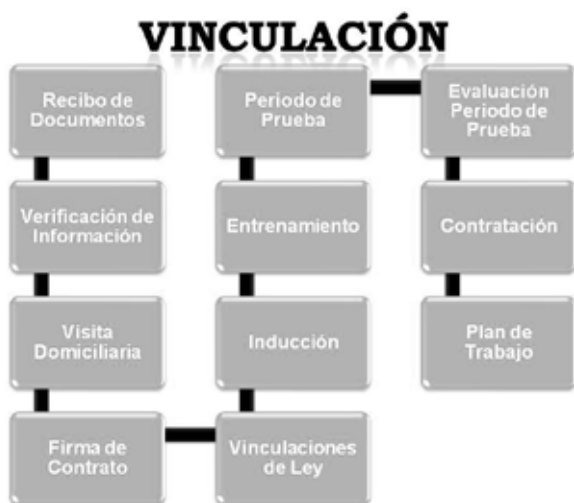 VINCULACIÓN
Recibo de
Documentos
Verificación de
Información
Visita
Domiciliaria
Firma de
Contrato
Vinculaciones
de Ley
Inducción
Entrenamiento
Periodo de
Prueba
Evaluación
Periodo de
Prueba
Contratación
Plan de
Trabajo